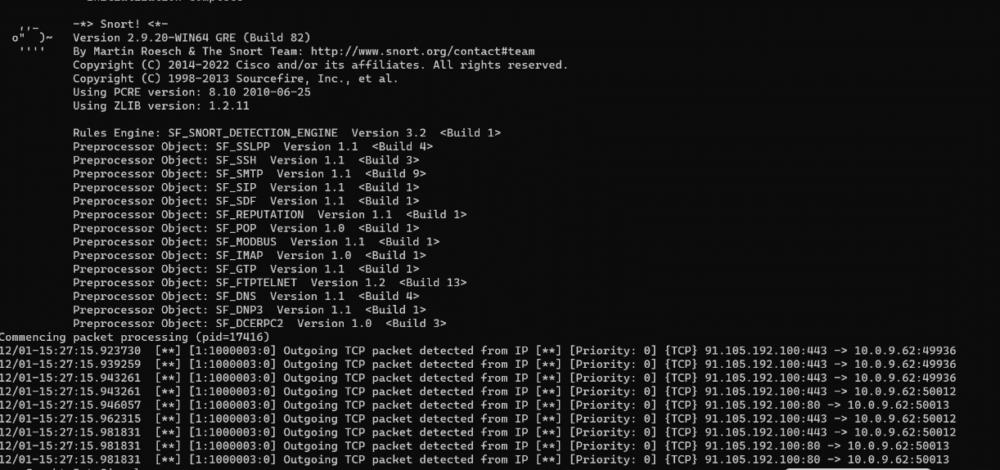 -*> Snort! <*-
Version 2.9.20-WIN64 GRE (Build 82)
By Martin Roesch & The Snort Team: http://www.snort.org/contact#team
Copyright (C) 2014-2022 Cisco and/or its affiliates. All rights reserved.
Copyright (C) 1998-2013 Sourcefire, Inc., et al.
Using PCRE version: 8.10 2010-06-25
Using ZLIB version: 1.2.11
Rules Engine: SF_SNORT_DETECTION_ENGINE  Version 3.2  <Build 1>
Preprocessor Object: SF_SSLPP  Version 1.1  <Build 4>
Preprocessor Object: SF_SSH  Version 1.1  <Build 3>
Preprocessor Object: SF_SMTP  Version 1.1  <Build 9>
Preprocessor Object: SF_SIP  Version 1.1  <Build 1>
Preprocessor Object: SF_SDF  Version 1.1  <Build 1>
Preprocessor Object: SF_REPUTATION  Version 1.1  <Build 1>
Preprocessor Object: SF_POP  Version 1.0  <Build 1>
Preprocessor Object: SF_MODBUS  Version 1.1  <Build 1>
Preprocessor Object: SF_IMAP  Version 1.0  <Build 1>
Preprocessor Object: SF_GTP  Version 1.1  <Build 1>
Preprocessor Object: SF_FTPTELNET  Version 1.2  <Build 13>
Preprocessor Object: SF_DNS  Version 1.1  <Build 4>
Preprocessor Object: SF_DNP3  Version 1.1  <Build 1>
Preprocessor Object: SF_DCERPC2  Version 1.0  <Build 3>
Commencing packet processing (pid=17416)
12/01-15:27:15.923730  [**] [1:1000003:0] Outgoing TCP packet detected from IP [**] [Priority: 0] {TCP} 91.105.192.100:443 -> 10.0.9.62:49936
12/01-15:27:15.939259  [**] [1:1000003:0] Outgoing TCP packet detected from IP [**] [Priority: 0] {TCP} 91.105.192.100:443 -> 10.0.9.62:49936
12/01-15:27:15.943261  [**] [1:1000003:0] Outgoing TCP packet detected from IP [**] [Priority: 0] {TCP} 91.105.192.100:443 -> 10.0.9.62:49936
12/01-15:27:15.943261  [**] [1:1000003:0] Outgoing TCP packet detected from IP [**] [Priority: 0] {TCP} 91.105.192.100:443 -> 10.0.9.62:50012
12/01-15:27:15.946057  [**] [1:1000003:0] Outgoing TCP packet detected from IP [**] [Priority: 0] {TCP} 91.105.192.100:80 -> 10.0.9.62:50013
12/01-15:27:15.962315  [**] [1:1000003:0] Outgoing TCP packet detected from IP [**] [Priority: 0] {TCP} 91.105.192.100:443 -> 10.0.9.62:50012
12/01-15:27:15.981831  [**] [1:1000003:0] Outgoing TCP packet detected from IP [**] [Priority: 0] {TCP} 91.105.192.100:443 -> 10.0.9.62:50012
12/01-15:27:15.981831  [**] [1:1000003:0] Outgoing TCP packet detected from IP [**] [Priority: 0] {TCP} 91.105.192.100:80 -> 10.0.9.62:50013
12/01-15:27:15.981831  [**] [1:1000003:0] Outgoing TCP packet detected from IP [**] [Priority: 0] {TCP} 91.105.192.100:80 -> 10.0.9.62:50013